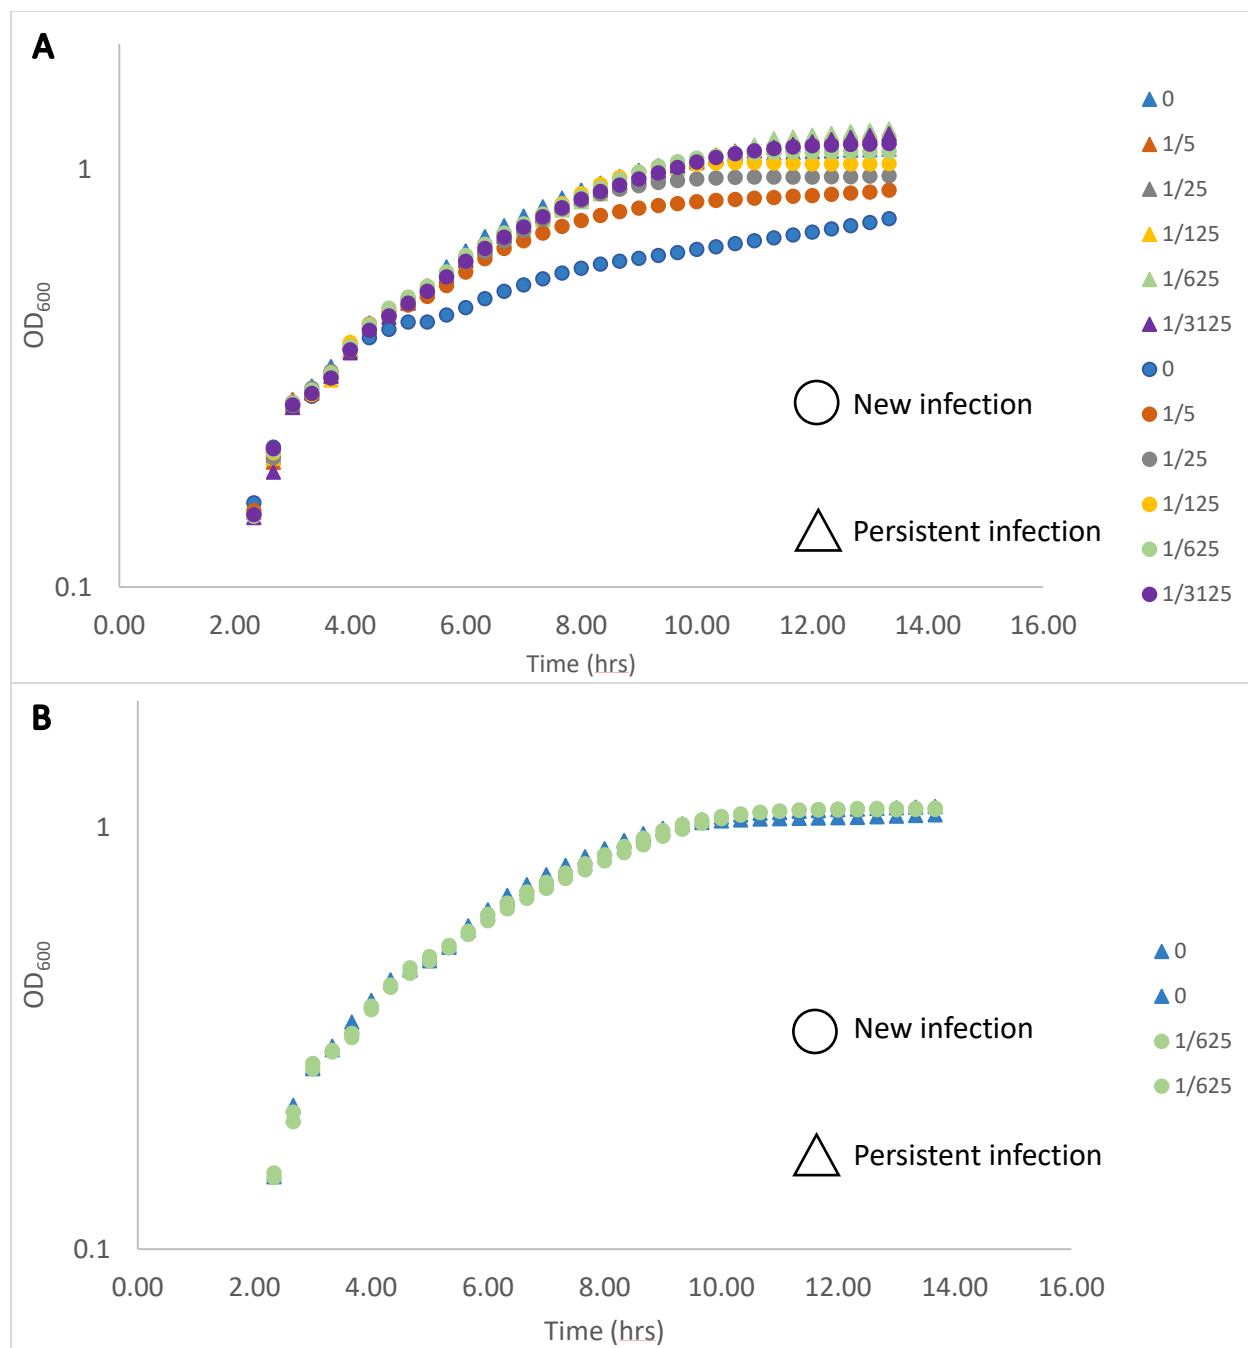 A
1
0.1
OD600
0.00 2.00 4.00 6.00 8.00 10.00 12.00 14.00 16.00
Time (hrs)
New infection
Persistent infection
0
1/5
1/25
1/125
1/625
1/3125
0
1/5
1/25
1/125
1/625
1/3125
B
1
0.1
OD600
0.00 2.00 4.00 6.00 8.00 10.00 12.00 14.00 16.00
Time (hrs)
New infection
Persistent infection
0
0
1/625
1/625